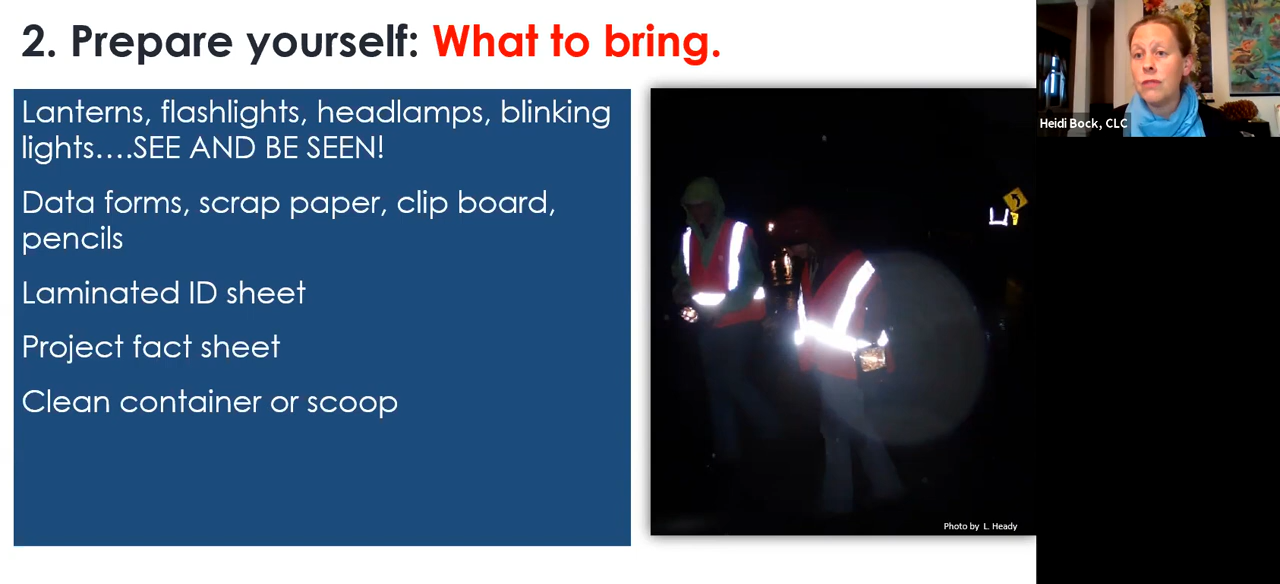 2. Prepare yourself: What to bring.
Lanterns, flashlights, headlamps, blinking
lights....SEE AND BE SEEN!
Data forms, scrap paper, clip board,
pencils
Laminated ID sheet
Project fact sheet
Clean container or scoop
Photo by L. Heady
Heidi Bock, CLC